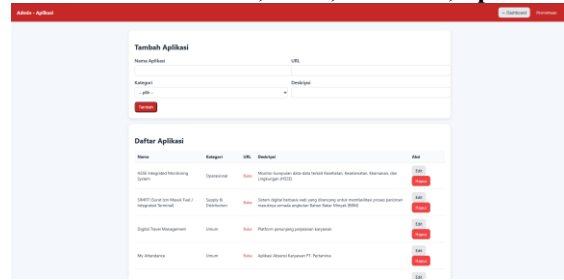 Admin - Aplikasi
← Dashboard
Permintaan
Tambah Aplikasi
Nama Aplikasi
URL
Kategori
Deskripsi
-- pilih --
Tambah
Daftar Aplikasi
Nama Kategori URL Deskripsi Aksi
HSSE Integrated Monitoring System
Operasional
Buka
Monitor kumpulan data-data terkait Kesehatan, Keselamatan, Keamanan, dan
Lingkungan (HSSE)
Edit
Hapus
SIMFIT (Surat Izin Masuk Fuel /
Integrated Terminal)
Supply &
Distribution
Buka
Sistem digital berbasis web yang dirancang untuk memfasilitasi proses perizinan
masuknya armada angkutan Bahan Bakar Minyak (BBM)
Edit
Hapus
Digital Travel Management
Umum
Buka
Platform penunjang perjalanan karyawan
Edit
Hapus
My Attendance
Umum
Buka
Aplikasi Absensi Karyawan PT. Pertamina
Edit
Hapus
Edit